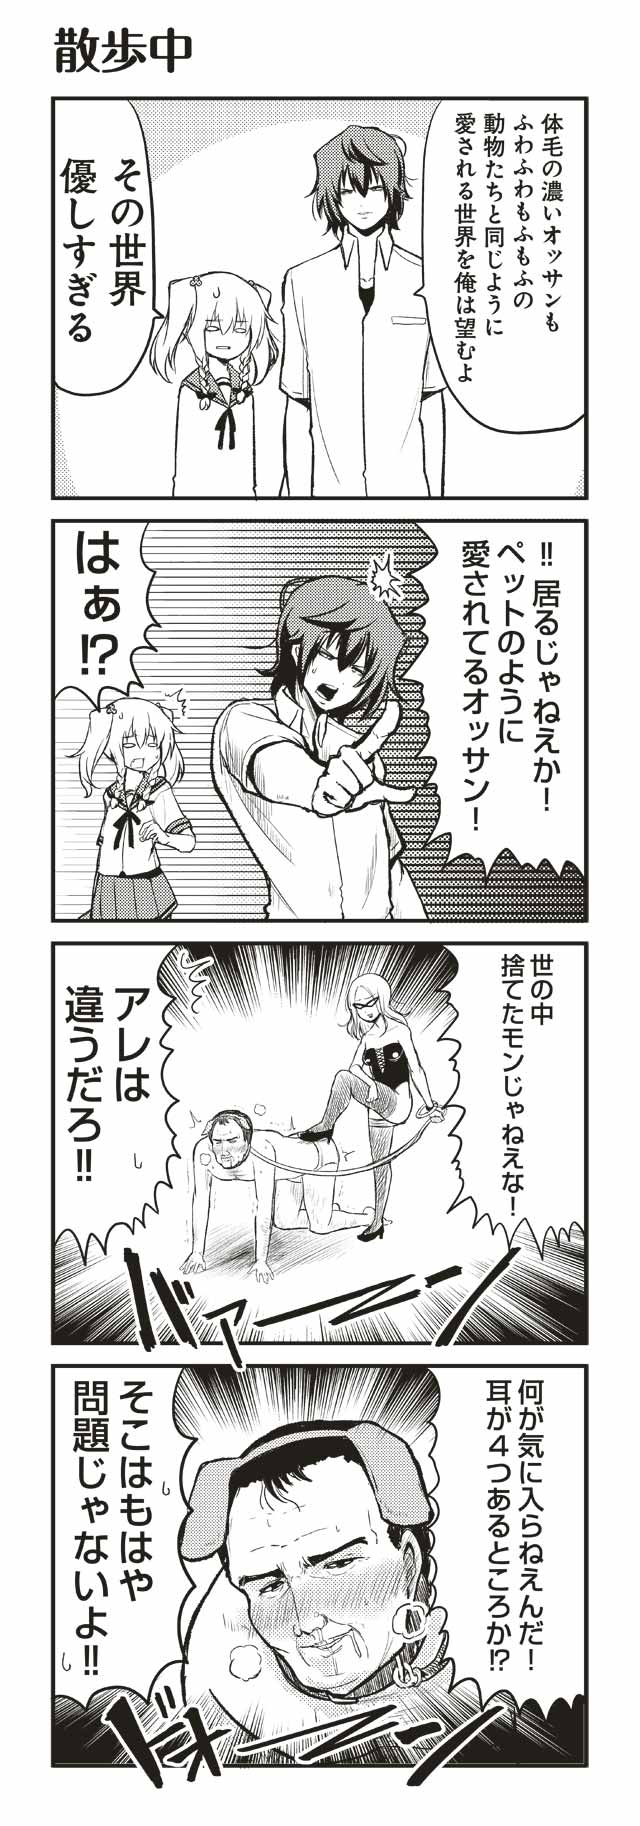 散歩中
体毛の濃いオッサンも
ふわふわもふもふの
動物たちと同じように
愛される世界を俺は望むよ
その世界
優しすぎる
!!居るじゃねえか!
ペットのように
愛されてるオッサン!
はぁ!?
世の中
捨てたモンじゃねえな!
アレは
違うだろ!!
バァーーン
何が気に入らねえんだ!
耳が4つあるところか!?
そこはもはや
問題じゃないよ!!
ドォーーン